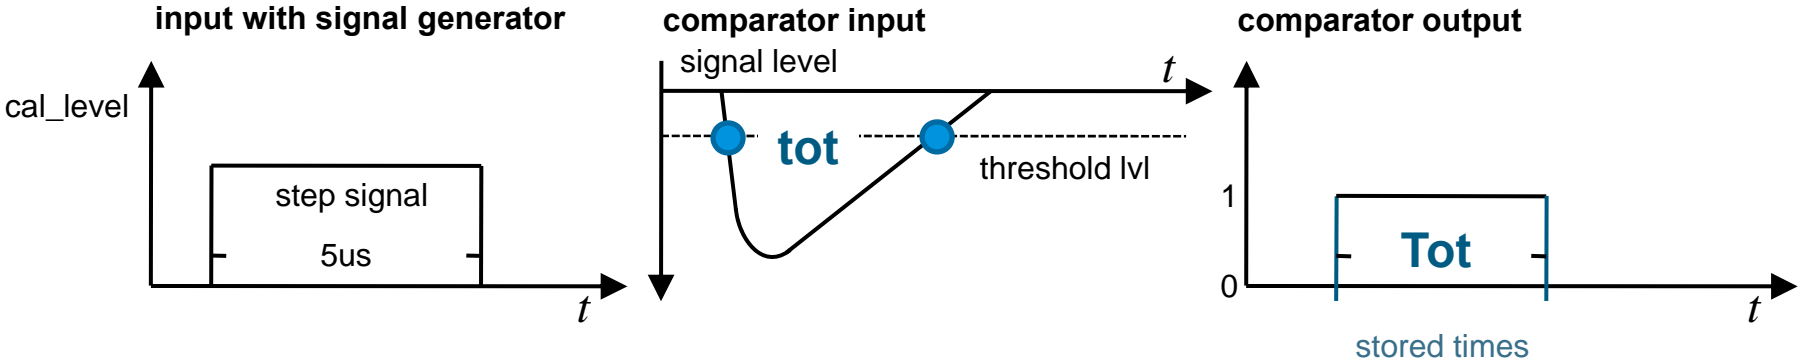 input with signal generator
cal_level
step signal
5us
t
comparator input
signal level
t
tot
threshold lvl
comparator output
1
Tot
0
t
stored times